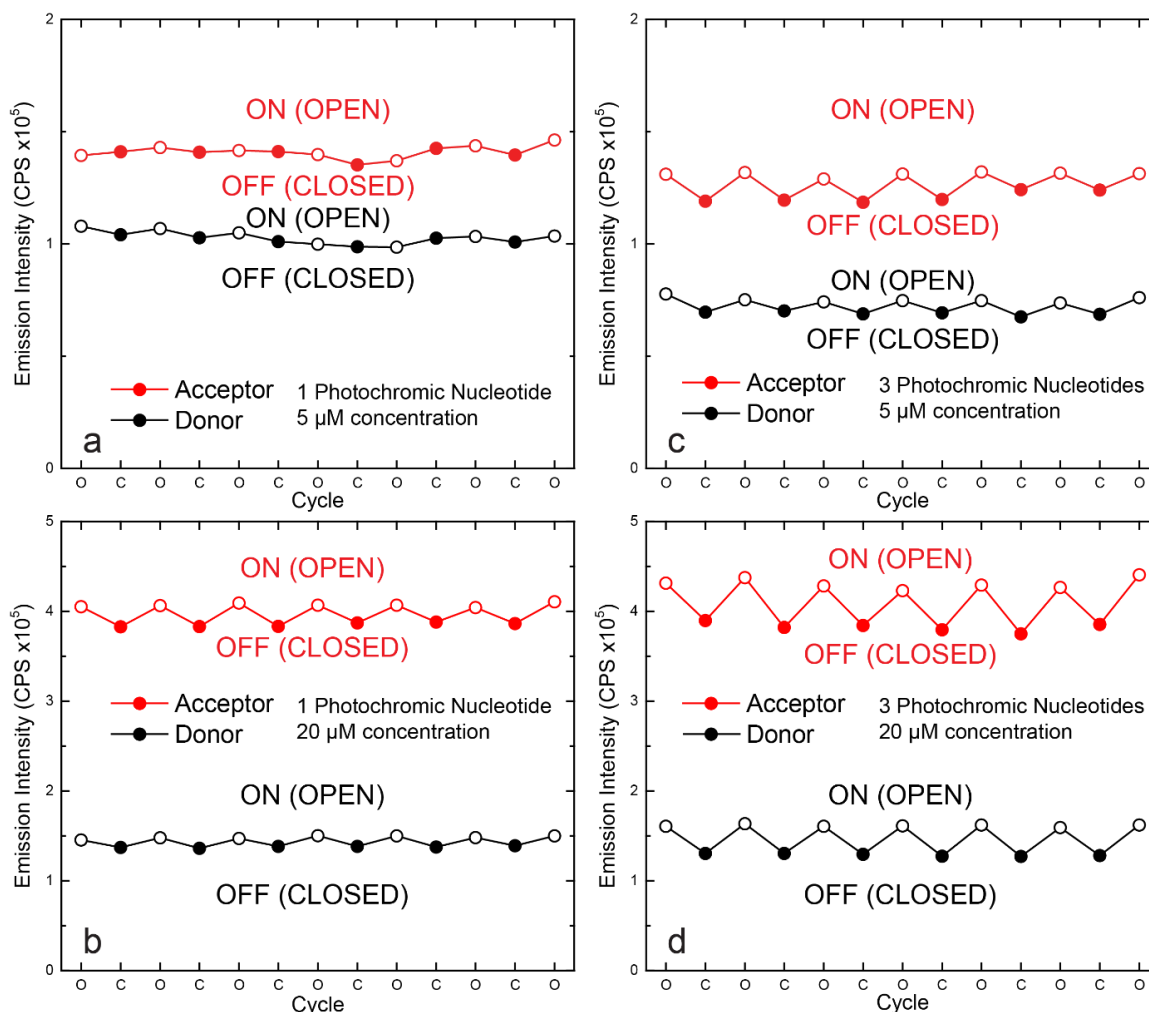 2
ON (OPEN)
OFF (CLOSED)
1
ON (OPEN)
OFF (CLOSED)
Acceptor
Donor
1 Photochromic Nucleotide
5 µM concentration
a
0
O C O C O C O C O C O C O
Cycle
Emission Intensity (CPS x10⁵)
2
ON (OPEN)
OFF (CLOSED)
1
ON (OPEN)
OFF (CLOSED)
Acceptor
Donor
3 Photochromic Nucleotides
5 µM concentration
c
0
O C O C O C O C O C O C O
Cycle
Emission Intensity (CPS x10⁵)
5
ON (OPEN)
4
OFF (CLOSED)
3
Acceptor
Donor
1 Photochromic Nucleotide
20 µM concentration
2
ON (OPEN)
1
OFF (CLOSED)
b
0
O C O C O C O C O C O C O
Cycle
Emission Intensity (CPS x10⁵)
5
ON (OPEN)
4
OFF (CLOSED)
3
Acceptor
Donor
3 Photochromic Nucleotides
20 µM concentration
2
ON (OPEN)
1
OFF (CLOSED)
d
0
O C O C O C O C O C O C O
Cycle
Emission Intensity (CPS x10⁵)